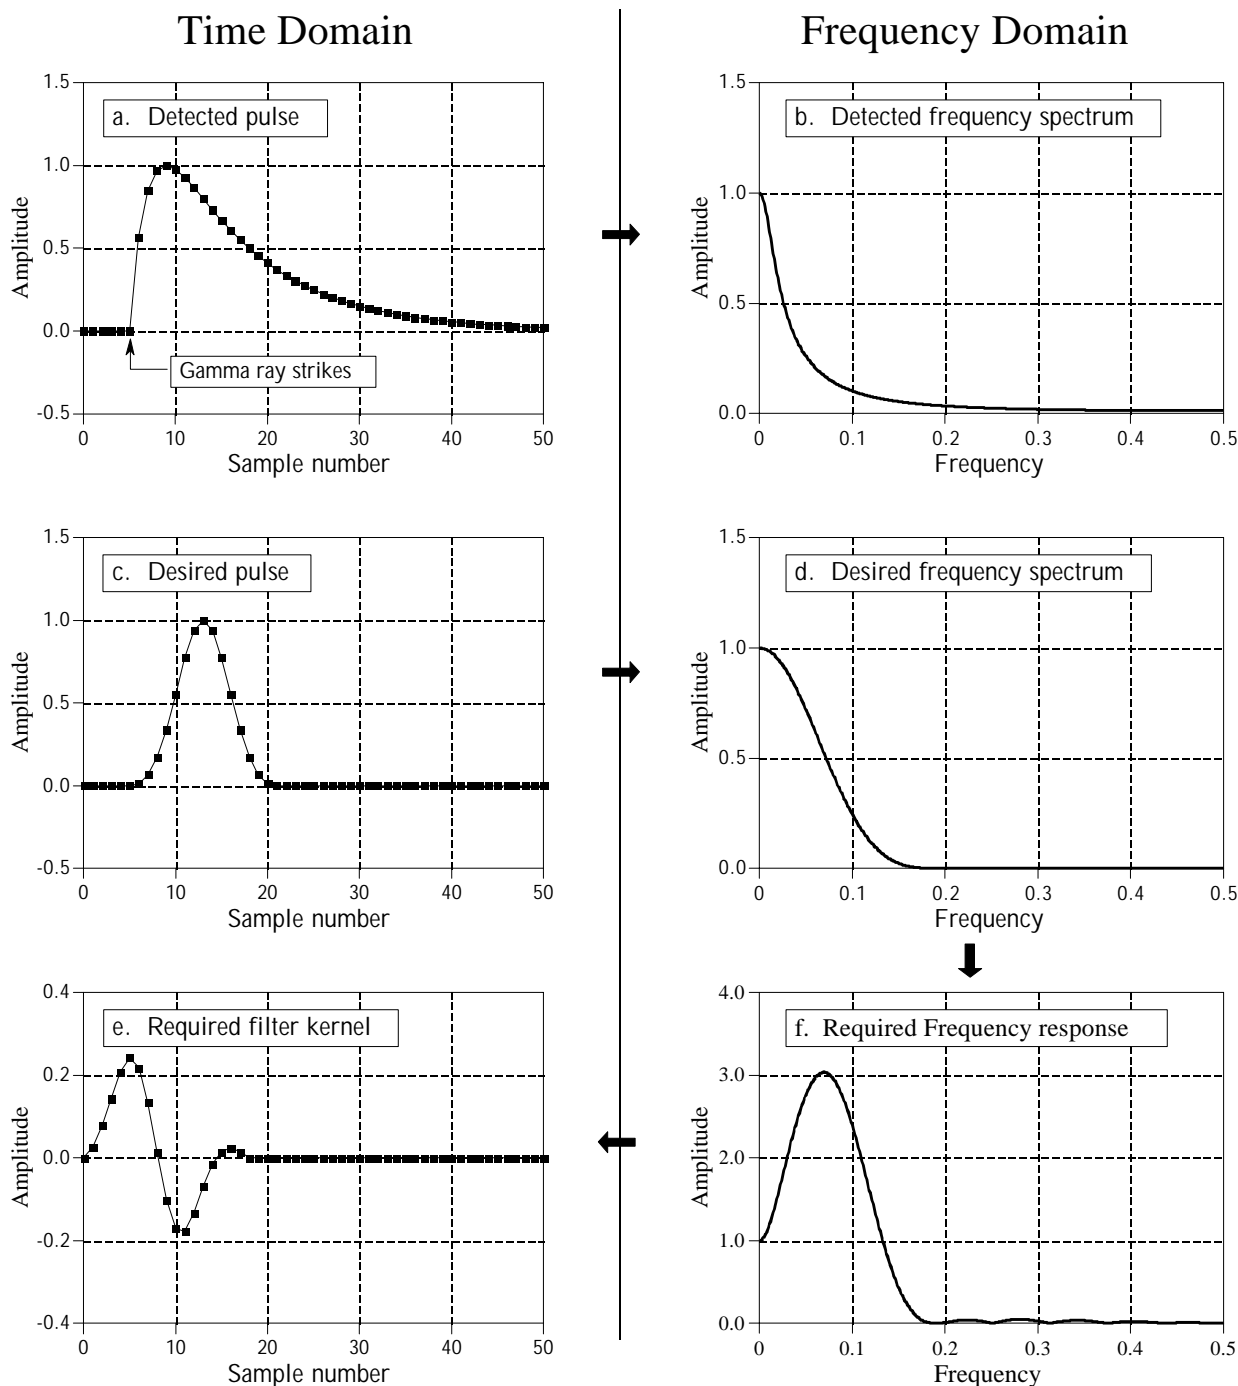 Time Domain
Frequency Domain
1.5
1.0
0.5
0.0
-0.5
Amplitude
a. Detected pulse
Gamma ray strikes
0 10 20 30 40 50
Sample number
1.5
1.0
0.5
0.0
Amplitude
b. Detected frequency spectrum
0 0.1 0.2 0.3 0.4 0.5
Frequency
1.5
1.0
0.5
0.0
-0.5
Amplitude
c. Desired pulse
0 10 20 30 40 50
Sample number
1.5
1.0
0.5
0.0
Amplitude
d. Desired frequency spectrum
0 0.1 0.2 0.3 0.4 0.5
Frequency
0.4
0.2
0.0
-0.2
-0.4
Amplitude
e. Required filter kernel
0 10 20 30 40 50
Sample number
4.0
3.0
2.0
1.0
0.0
Amplitude
f. Required Frequency response
0 0.1 0.2 0.3 0.4 0.5
Frequency